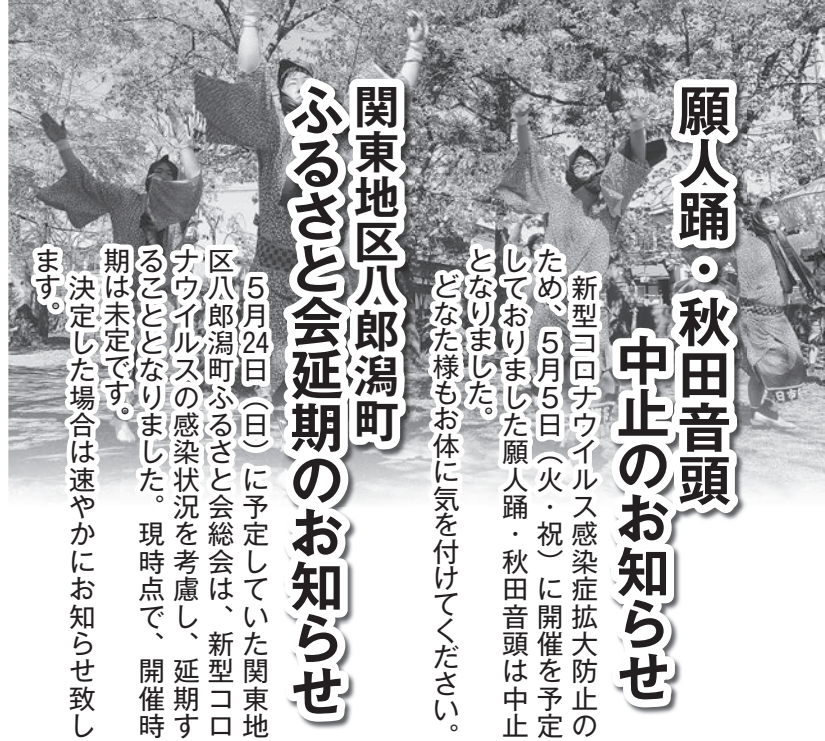 願人踊・秋田音頭
中止のお知らせ
新型コロナウイルス感染症拡大防止の
ため、5月5日（火・祝）に開催を予定
しておりました願人踊・秋田音頭は中止
となりました。
どなた様もお体に気を付けてください。
関東地区八郎潟町
ふるさと会延期のお知らせ
5月24日（日）に予定していた関東地
区八郎潟町ふるさと会総会は、新型コロ
ナウイルスの感染状況を考慮し、延期す
ることとなりました。現時点で、開催時
期は未定です。
決定した場合は速やかにお知らせ致し
ます。